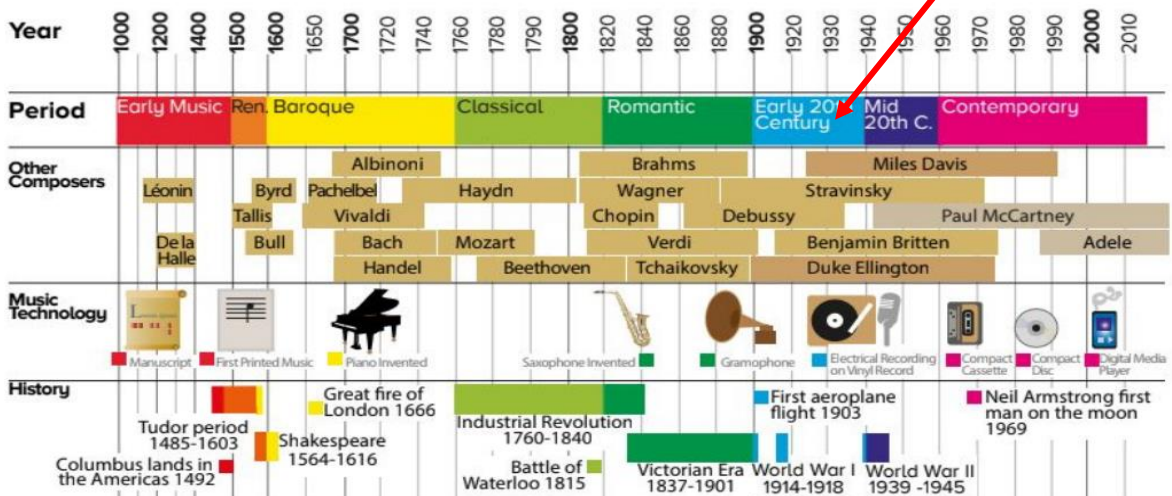 Year
1000 1200 1400 1500 1600 1650 1700 1720 1740 1760 1780 1790 1800 1820 1840 1860 1880 1900 1920 1930 1940 1950 1960 1970 1980 1990 2000 2010
Period
Early Music Ren. Baroque Classical Romantic Early 20th Century Mid 20th C. Contemporary
Other Composers
Albinoni Brahms Miles Davis
Léonin Byrd Pachelbel Haydn Wagner Stravinsky
Tallis Vivaldi Chopin Debussy Paul McCartney
De la Halle Bull Bach Mozart Verdi Benjamin Britten Adele
Handel Beethoven Tchaikovsky Duke Ellington
Music Technology
Manuscript First Printed Music Piano Invented Saxophone Invented Gramophone Electrical Recording on Vinyl Record Compact Cassette Compact Disc Digital Media Player
History
Tudor period
1485-1603
Columbus lands in
the Americas 1492
Great fire of
London 1666
Shakespeare
1564-1616
Industrial Revolution
1760-1840
Battle of
Waterloo 1815
Victorian Era
1837-1901
First aeroplane
flight 1903
World War I
1914-1918
World War II
1939 -1945
Neil Armstrong first
man on the moon
1969